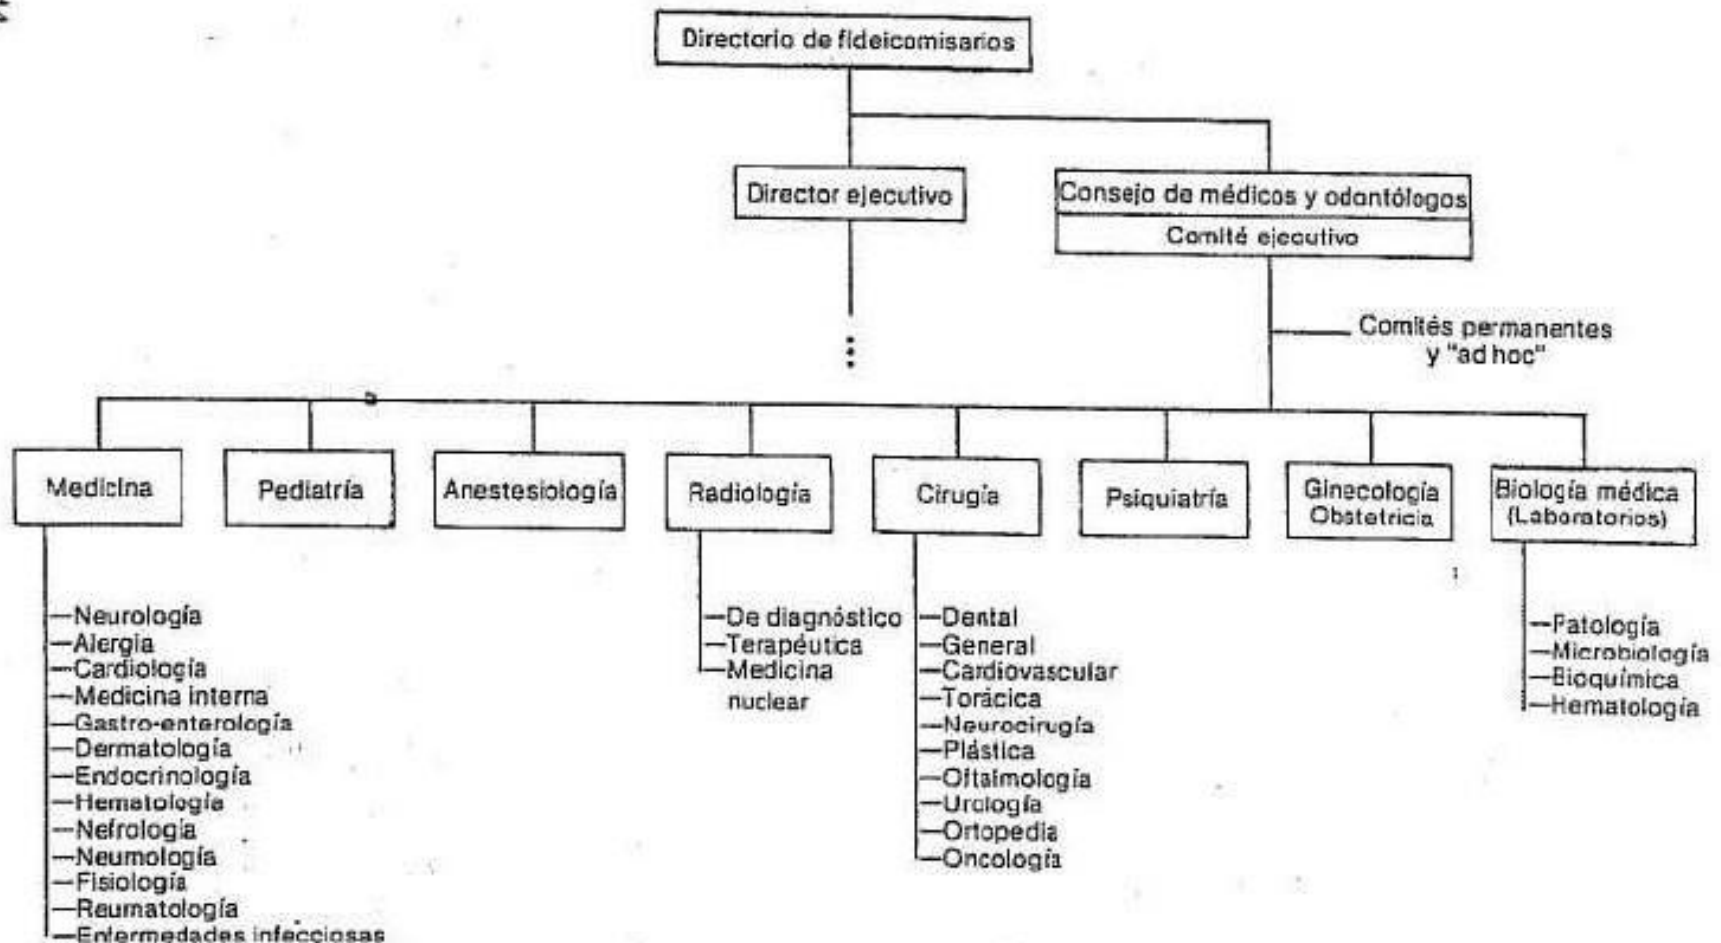 Directorio de fideicomisarios
Director ejecutivo
Consejo de médicos y odontólogos
Comité ejecutivo
Comités permanentes
y "ad hoc"
Medicina
Pediatría
Anestesiología
Radiología
Cirugía
Psiquiatría
Ginecología
Obstetricia
Biología médica
(Laboratorios)
Neurología
Alergia
Cardiología
Medicina interna
Gastro-enterología
Dermatología
Endocrinología
Hematología
Nefrología
Neumología
Fisiología
Reumatología
Enfermedades infecciosas
De diagnóstico
Terapéutica
Medicina
nuclear
Dental
General
Cardiovascular
Torácica
Neurocirugía
Plástica
Oftalmología
Urología
Ortopedia
Oncología
Patología
Microbiología
Bioquímica
Hematología